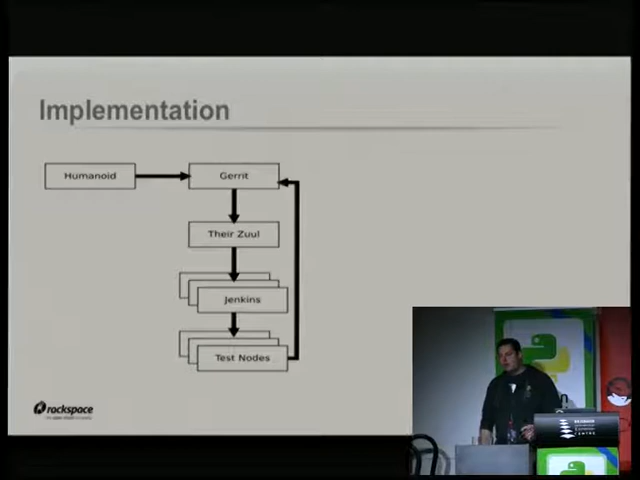 Implementation
Humanoid
Gerrit
Their Zuul
Jenkins
Test Nodes
rackspace